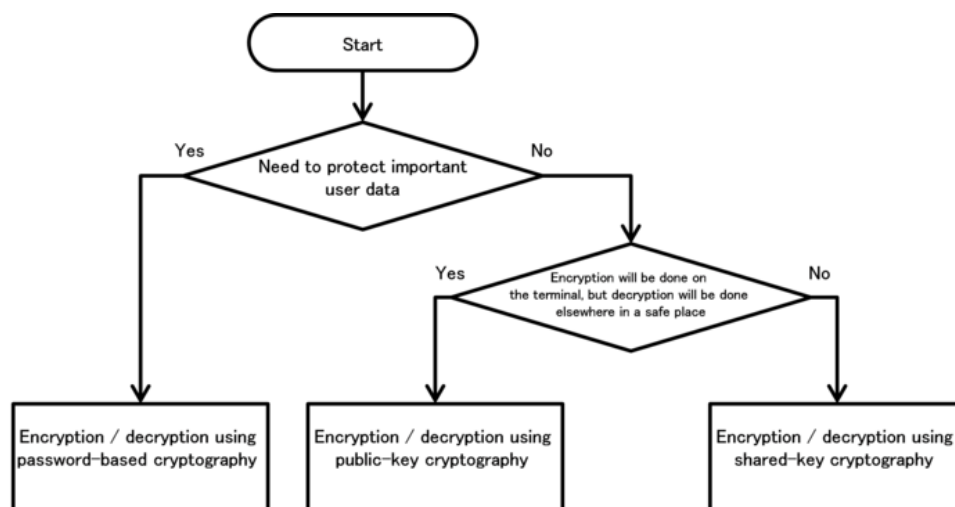 Start
Yes
No
Need to protect important
user data
Yes
No
Encryption will be done on
the terminal, but decryption will be done
elsewhere in a safe place
Encryption / decryption using
password-based cryptography
Encryption / decryption using
public-key cryptography
Encryption / decryption using
shared-key cryptography